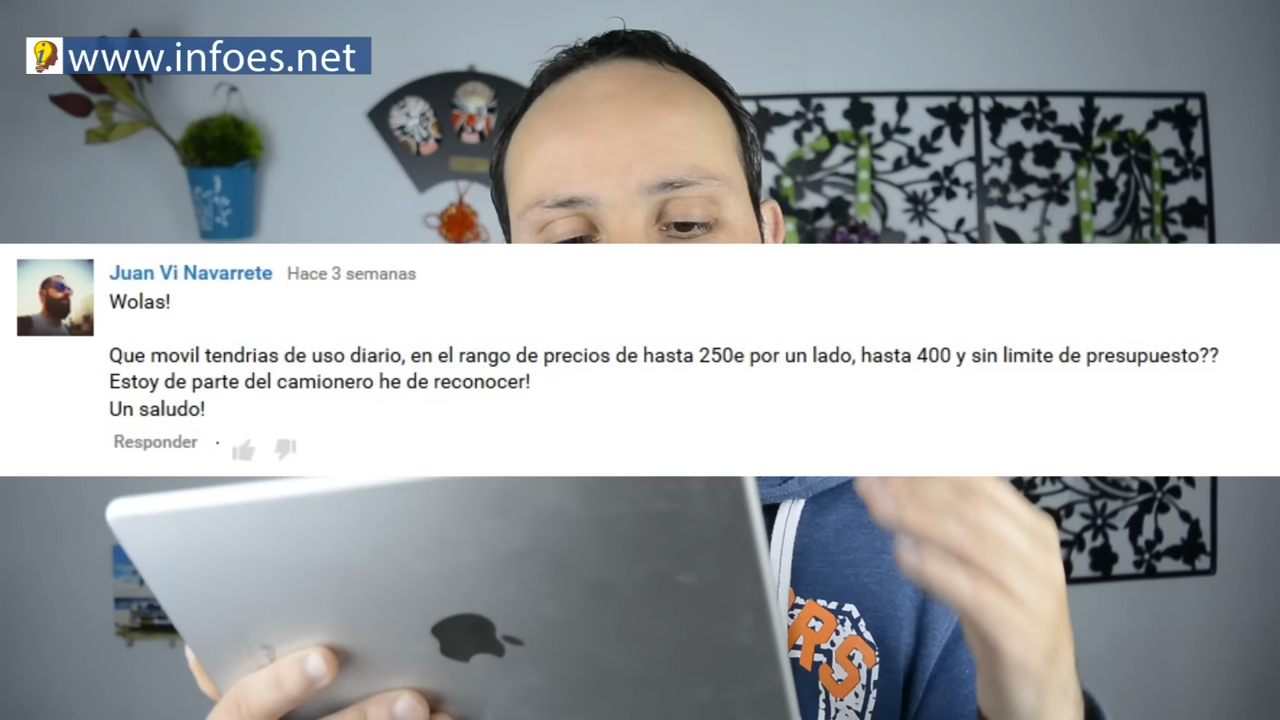 www.infoes.net
Juan Vi Navarrete Hace 3 semanas
Wolas!
Que movil tendrias de uso diario, en el rango de precios de hasta 250e por un lado, hasta 400 y sin limite de presupuesto??
Estoy de parte del camionero he de reconocer!
Un saludo!
Responder ·
RS